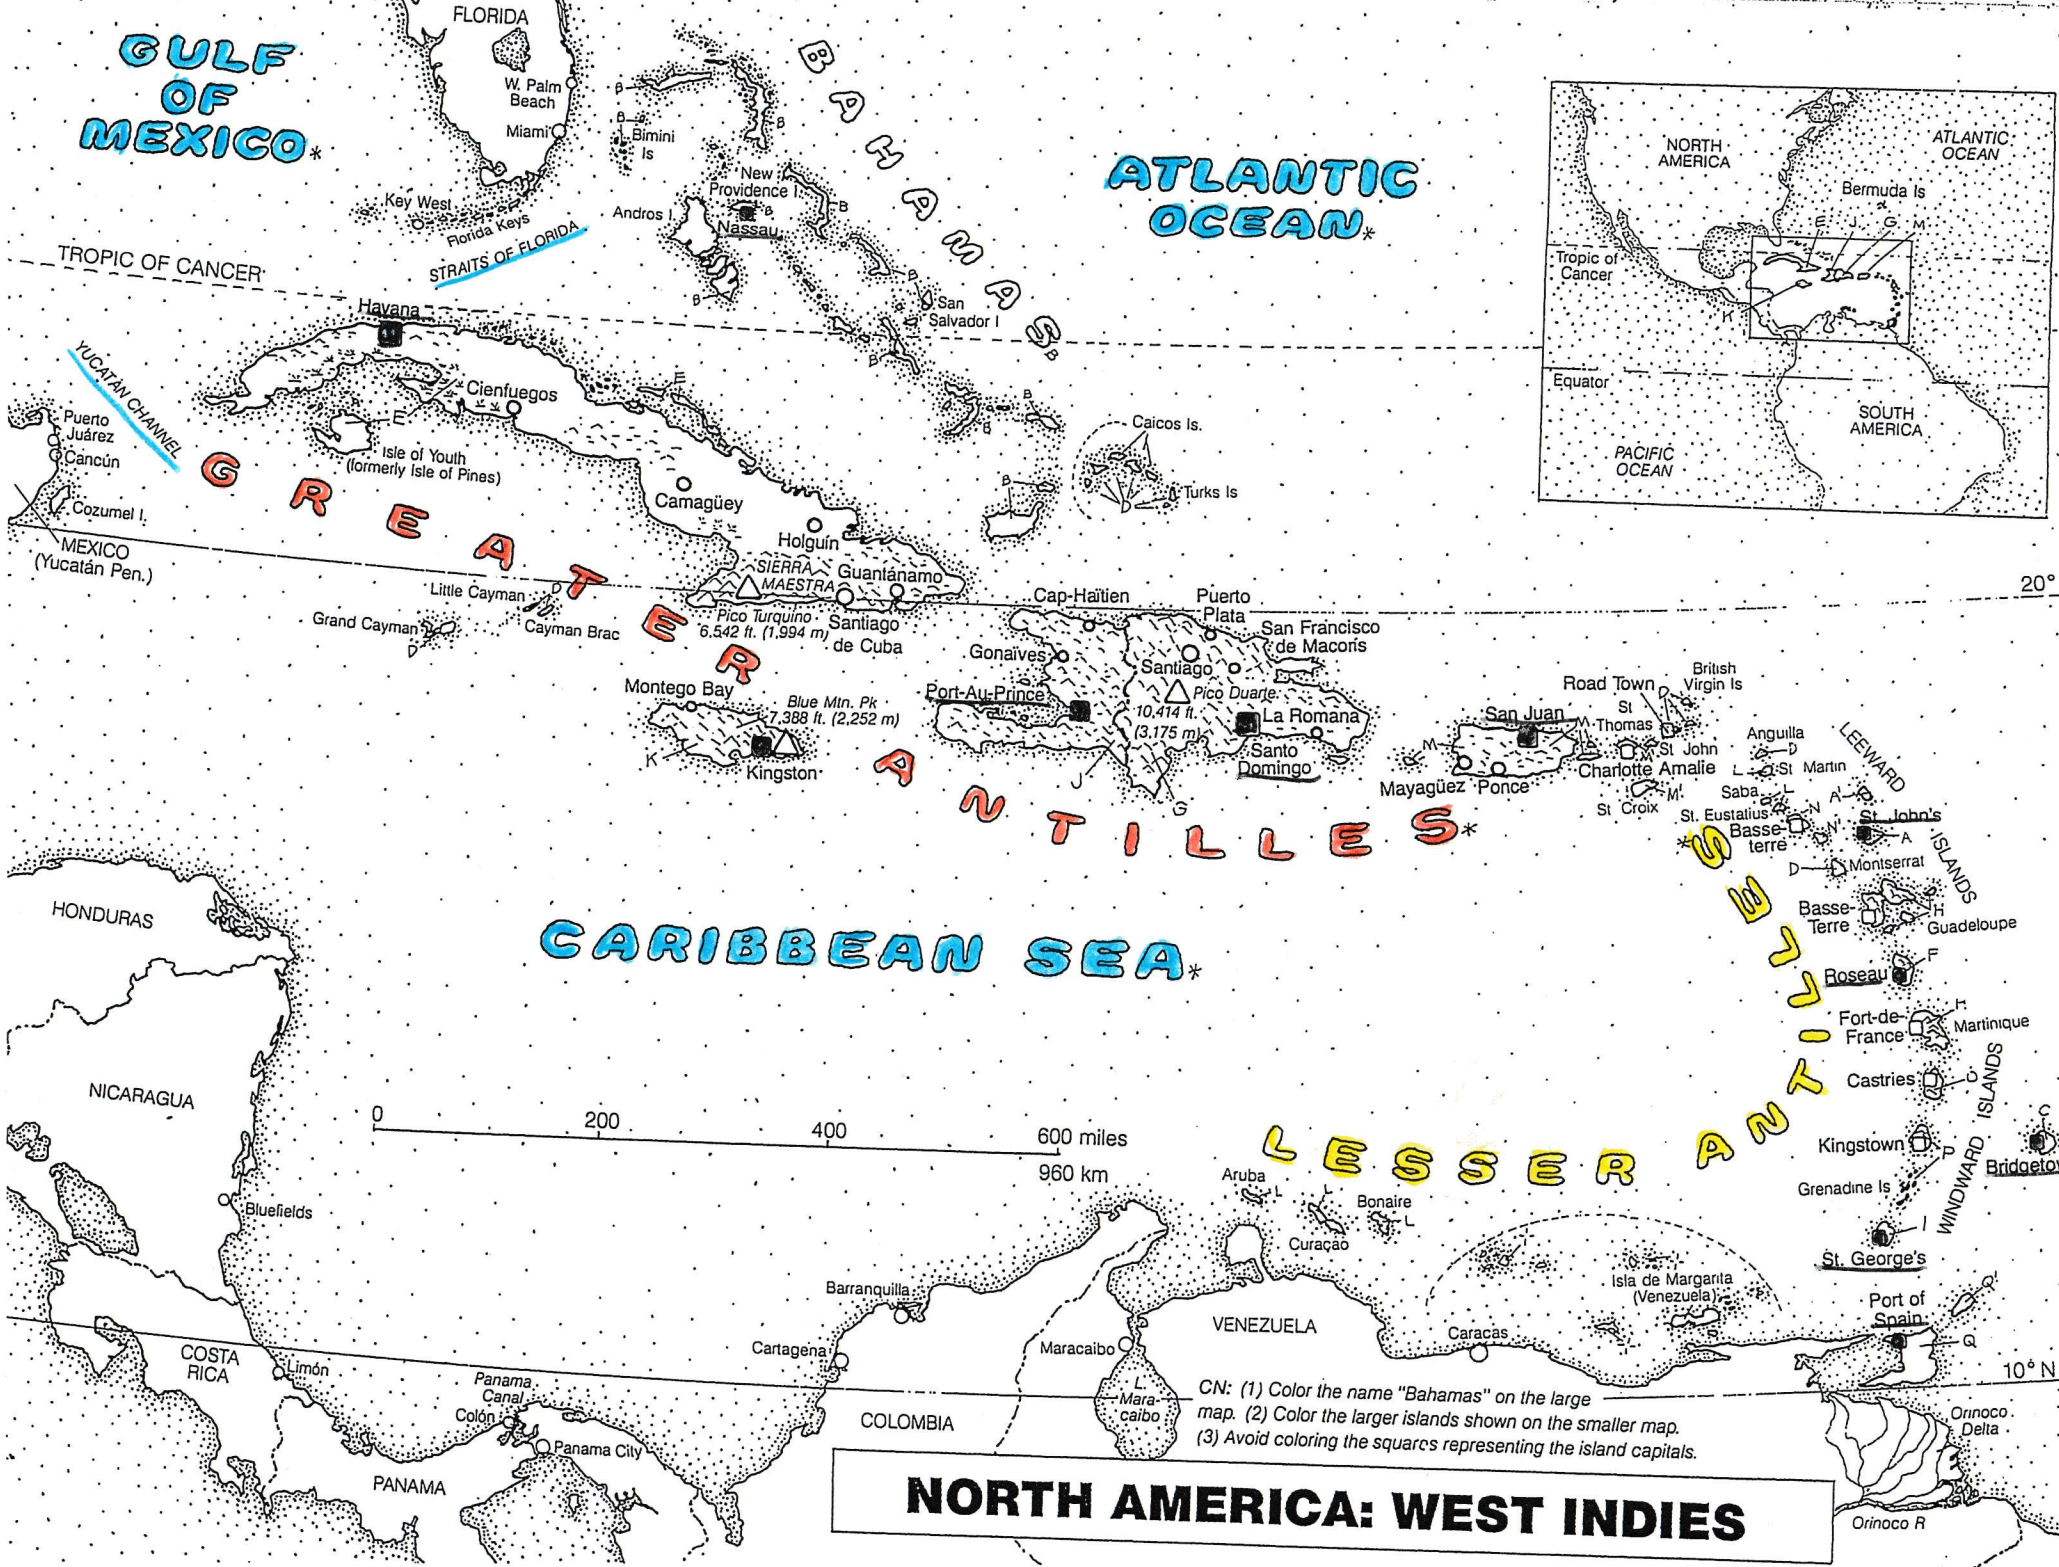 FLORIDA
W. Palm
Beach
Miami
GULF
OF
MEXICO*
BAHAMAS
B
B
Bimini
Is
B
New
Providence I
B
Nassau
B
Andros I.
B
B
San
Salvador I
B
B
B
B
B
ATLANTIC
OCEAN*
Key West
Florida Keys
STRAITS OF FLORIDA
TROPIC OF CANCER
NORTH
AMERICA
ATLANTIC
OCEAN
Bermuda Is
E
J
G
M
Tropic of
Cancer
K
Equator
SOUTH
AMERICA
PACIFIC
OCEAN
Havana
YUCATÁN CHANNEL
Cienfuegos
E
E
Isle of Youth
(formerly Isle of Pines)
Puerto
Juárez
Cancún
Cozumel I.
MEXICO
(Yucatán Pen.)
Camagüey
Holguín
SIERRA
MAESTRA
Guantánamo
Pico Turquino
6.542 ft. (1,994 m)
Santiago
de Cuba
Caicos Is.
Turks Is
D
20°
GREATER ANTILLES*
Little Cayman
D
Grand Cayman
D
Cayman Brac
Cap-Haïtien
Puerto
Plata
San Francisco
de Macorís
Gonaïves
Santiago
Port-Au-Prince
Pico Duarte
10,414 ft.
(3,175 m)
La Romana
Santo
Domingo
J
G
Montego Bay
Blue Mtn. Pk
7,388 ft. (2,252 m)
K
Kingston
San Juan
M
M
Mayagüez
Ponce
Road Town
British
Virgin Is
D
St
Thomas
St John
Charlotte Amalie
St Croix
M
Anguilla
D
L
St Martin
Saba
L
St. Eustatius
N
Basse-
terre
N
A
St. John's
A
D
Montserrat
LEEWARD
ISLANDS
Basse-
Terre
H
Guadeloupe
F
Roseau
H
Fort-de-
France
Martinique
Castries
O
Kingstown
P
C
Bridgeto
Grenadine Is
WINDWARD ISLANDS
I
St. George's
CARIBBEAN SEA*
LESSER ANTILLES*
HONDURAS
NICARAGUA
Bluefields
0
200
400
600 miles
960 km
Aruba
L
L
Curaçao
Bonaire
L
Isla de Margarita
(Venezuela)
Port of
Spain
Q
Q
10° N
Barranquilla
Cartagena
Maracaibo
L.
Mara-
caibo
VENEZUELA
Caracas
COSTA
RICA
Limón
Panama
Canal
Colón
Panama City
PANAMA
COLOMBIA
Orinoco
Delta
Orinoco R
CN: (1) Color the name "Bahamas" on the large
map. (2) Color the larger islands shown on the smaller map.
(3) Avoid coloring the squares representing the island capitals.
NORTH AMERICA: WEST INDIES